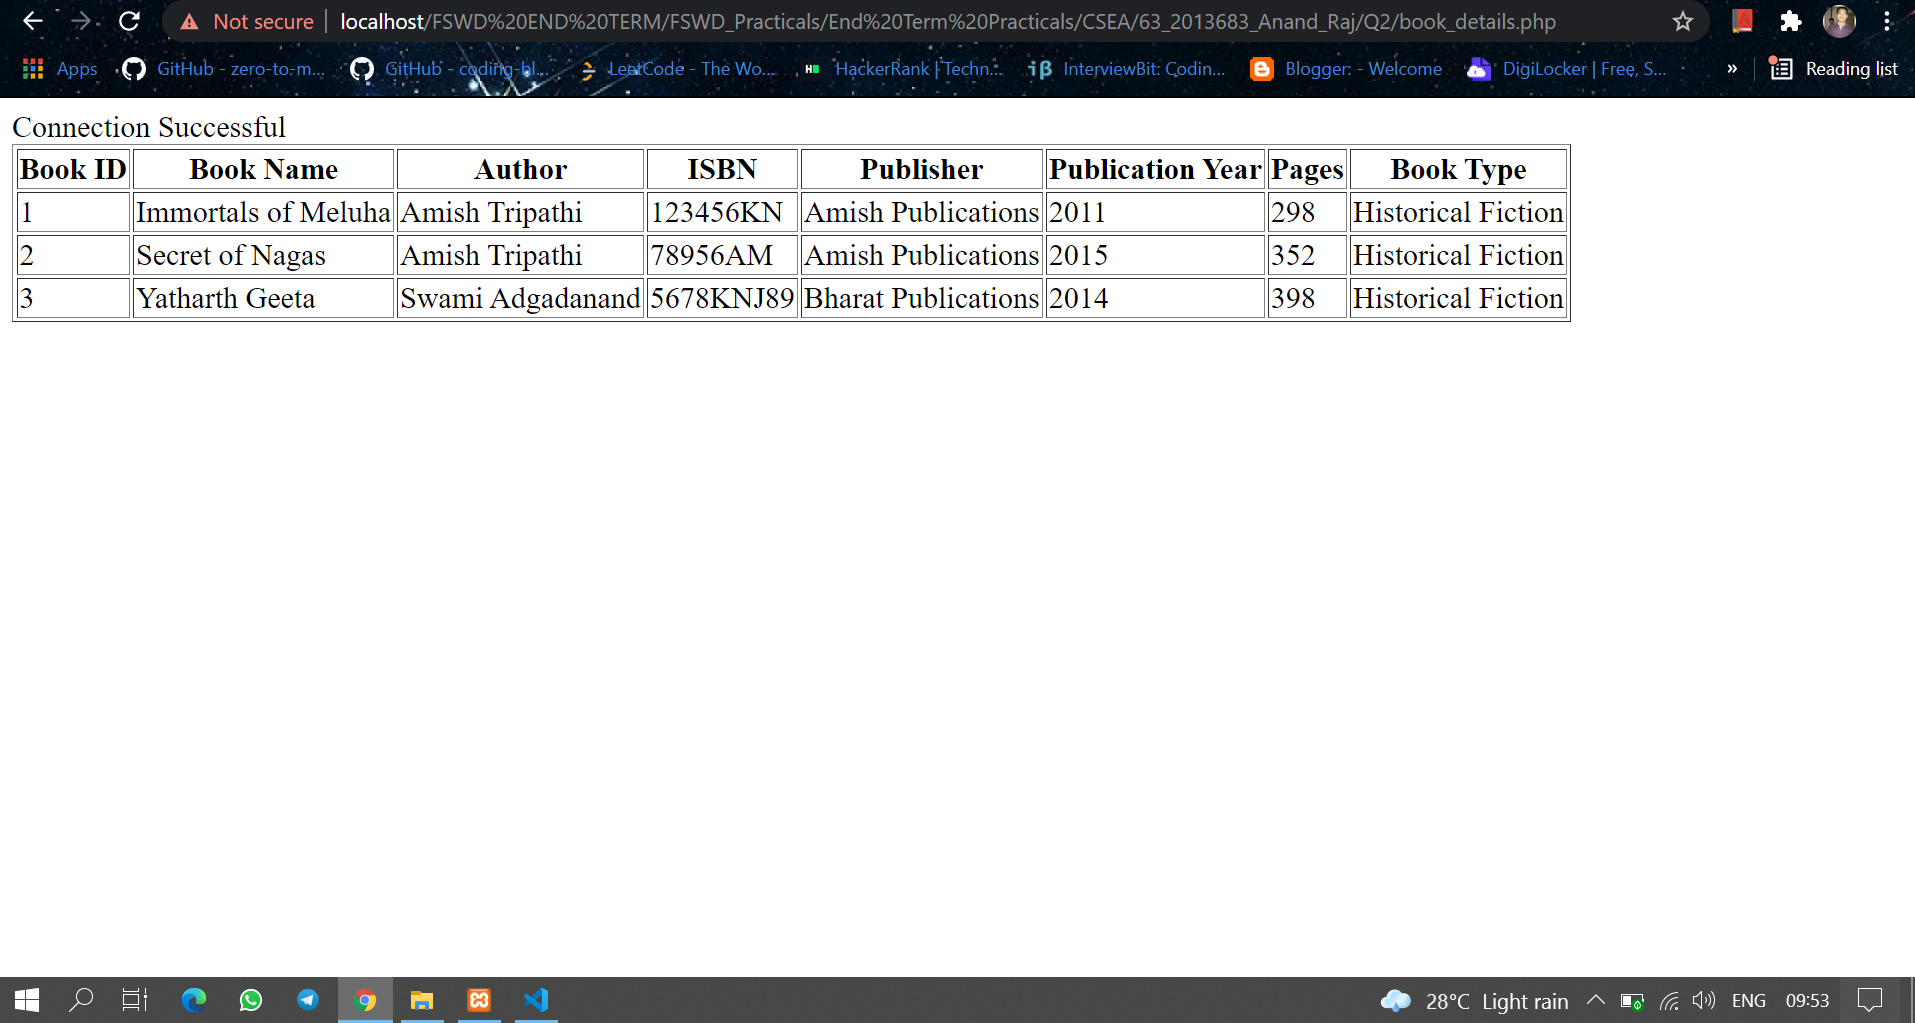 Not secure | localhost/FSWD%20END%20TERM/FSWD_Practicals/End%20Term%20Practicals/CSEA/63_2013683_Anand_Raj/Q2/book_details.php
Apps GitHub - zero-to-m... GitHub - coding-bl... LeetCode - The Wo... HackerRank | Techn... InterviewBit: Codin... Blogger: - Welcome DigiLocker | Free, S... » Reading list
Connection Successful
Book ID Book Name Author ISBN Publisher Publication Year Pages Book Type
1 Immortals of Meluha Amish Tripathi 123456KN Amish Publications 2011 298 Historical Fiction
2 Secret of Nagas Amish Tripathi 78956AM Amish Publications 2015 352 Historical Fiction
3 Yatharth Geeta Swami Adgadanand 5678KNJ89 Bharat Publications 2014 398 Historical Fiction
28°C Light rain ENG 09:53